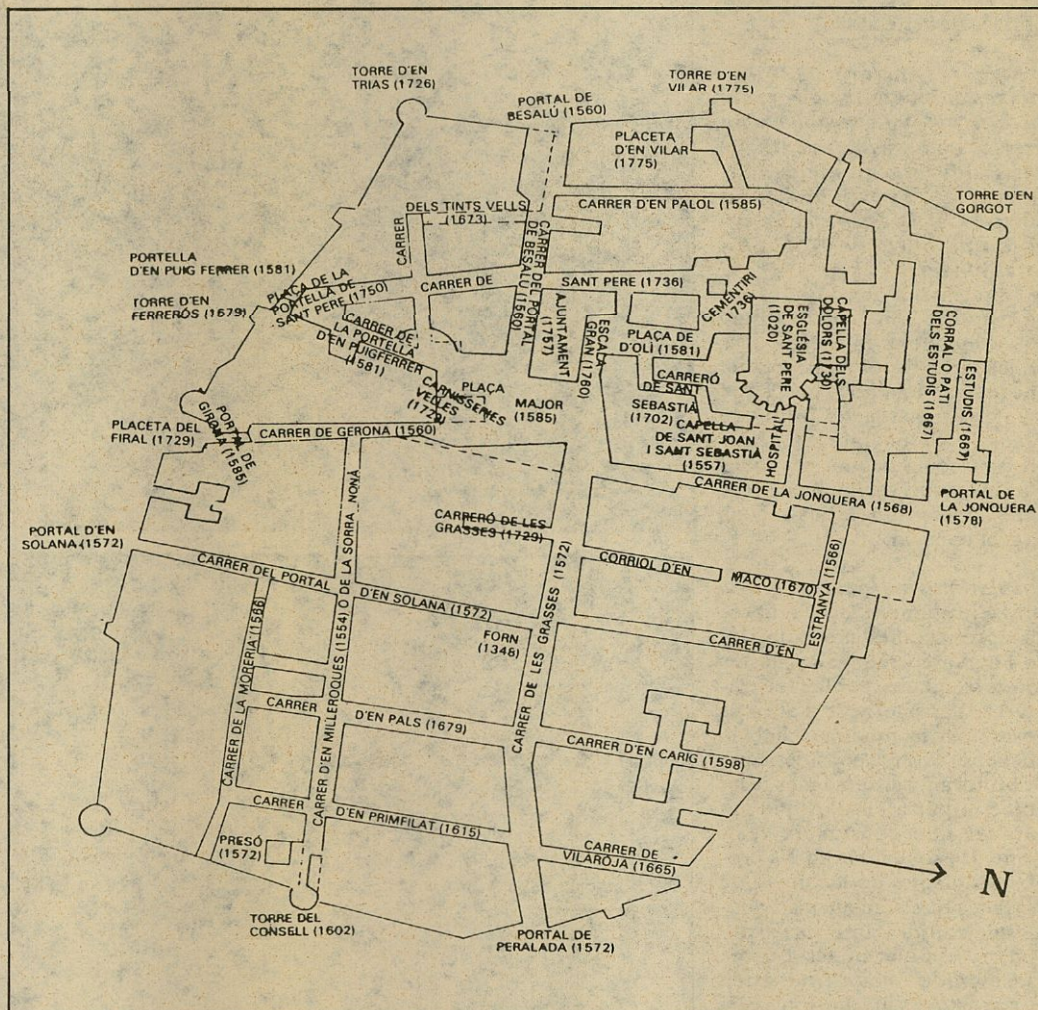 TORRE D'EN
TRIAS (1726)
PORTAL DE
BESALÚ (1560)
TORRE D'EN
VILAR (1775)
PLACETA
D'EN VILAR
(1775)
TORRE D'EN
GORGOT
DELS TINTS VELLS
(1673)
CARRER
CARRER D'EN PALOL (1585)
PORTELLA
D'EN PUIG FERRER (1581)
TORRE D'EN
FERRERÓS (1679)
PLAÇA DE LA
PORTELLA DE
SANT PERE (1750)
CARRER DE
SANT PERE (1736)
CARRER DEL PORTAL
DE BESALÚ (1560)
CARRER DE
LA PORTELLA
D'EN PUIGFERRER
(1581)
AJUNTAMENT
(1757)
ESCALA
GRAN (1760)
PLAÇA
D'OLI (1581)
CEMENTIRI
1736
ESGLÉSIA
DE SANT PERE
(1020)
CAPELLA DELS
DOLORS (1730)
CORRAL O PATI
DELS ESTUDIS (1667)
ESTUDIS (1667)
CARNISSERIES
VELLES
(1729)
PLAÇA
MAJOR
(1585)
CARRERÓ
DE SANT
SEBASTIÀ
(1702)
CAPELLA
DE SANT JOAN
I SANT SEBASTIÀ
(1557)
HOSPITAL
PLACETA DEL
FIRAL (1729)
PORTAL DE
GIRONA (1585)
CARRER DE GERONA (1560)
CARRER DE LA JONQUERA (1568)
PORTAL DE
LA JONQUERA
(1578)
PORTAL D'EN
SOLANA (1572)
CARRERÓ DE LES
GRASSES (1729)
CARRER DEL PORTAL
D'EN SOLANA (1572)
CORRIOL D'EN
MACO (1670)
CARRER D'EN
ESTRANYA (1566)
FORN
(1348)
CARRER DE LES GRASSES (1572)
CARRER DE LA MORERIA (1566)
CARRER D'EN MILLEROQUES (1554) O DE LA SORRA NONA
CARRER
D'EN PALS (1679)
CARRER D'EN CARIG (1598)
CARRER
D'EN PRIMFILAT (1615)
CARRER DE
VILAROJA (1665)
PRESÓ
(1572)
TORRE DEL
CONSELL (1602)
PORTAL DE
PERALADA (1572)
N